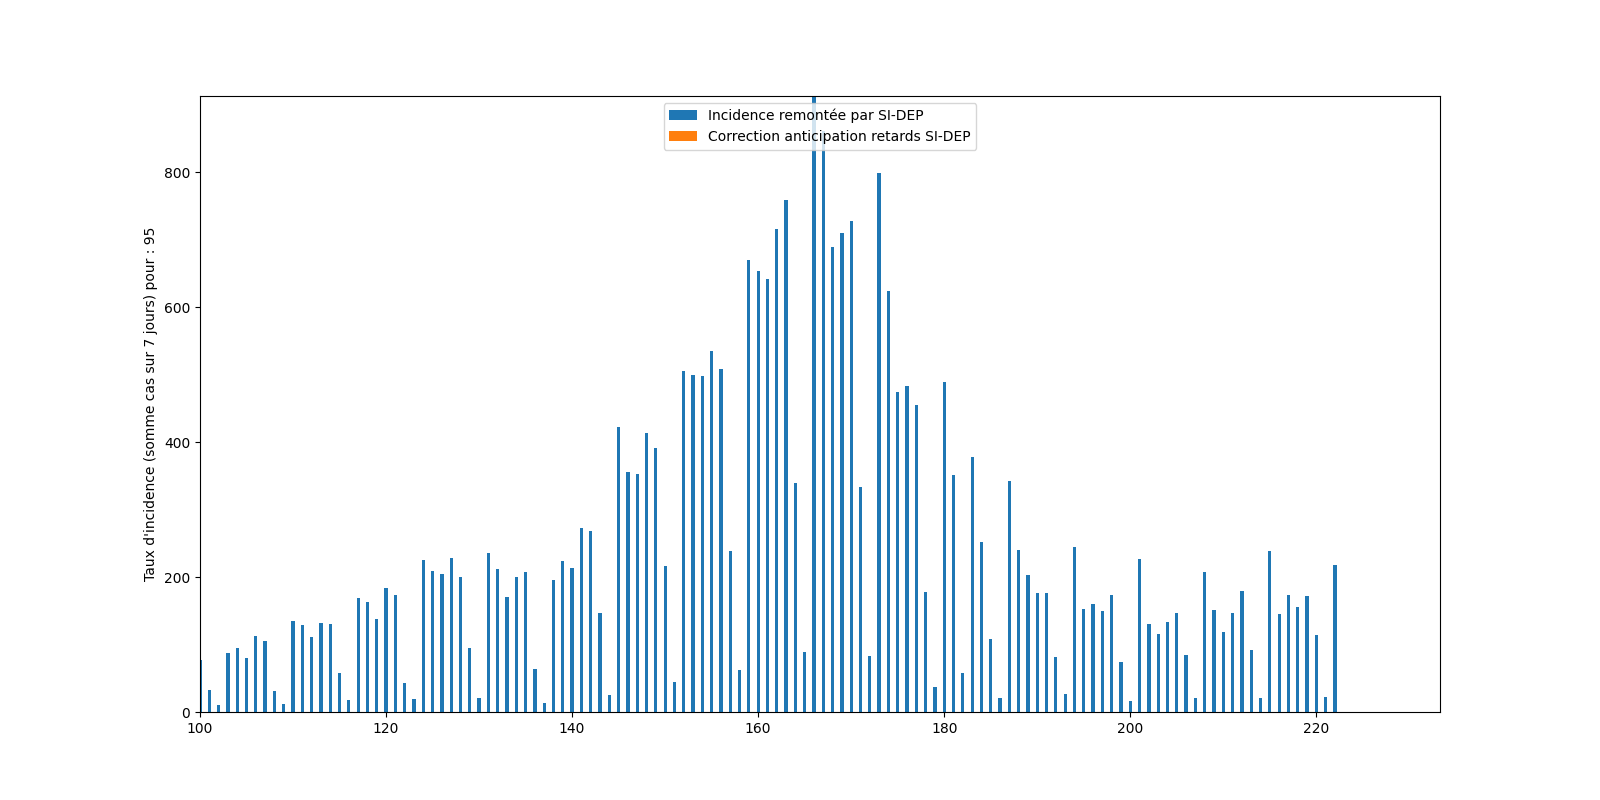 Incidence remontée par SI-DEP
Correction anticipation retards SI-DEP
Taux d'incidence (somme cas sur 7 jours) pour : 95
800
600
400
200
0
100 120 140 160 180 200 220